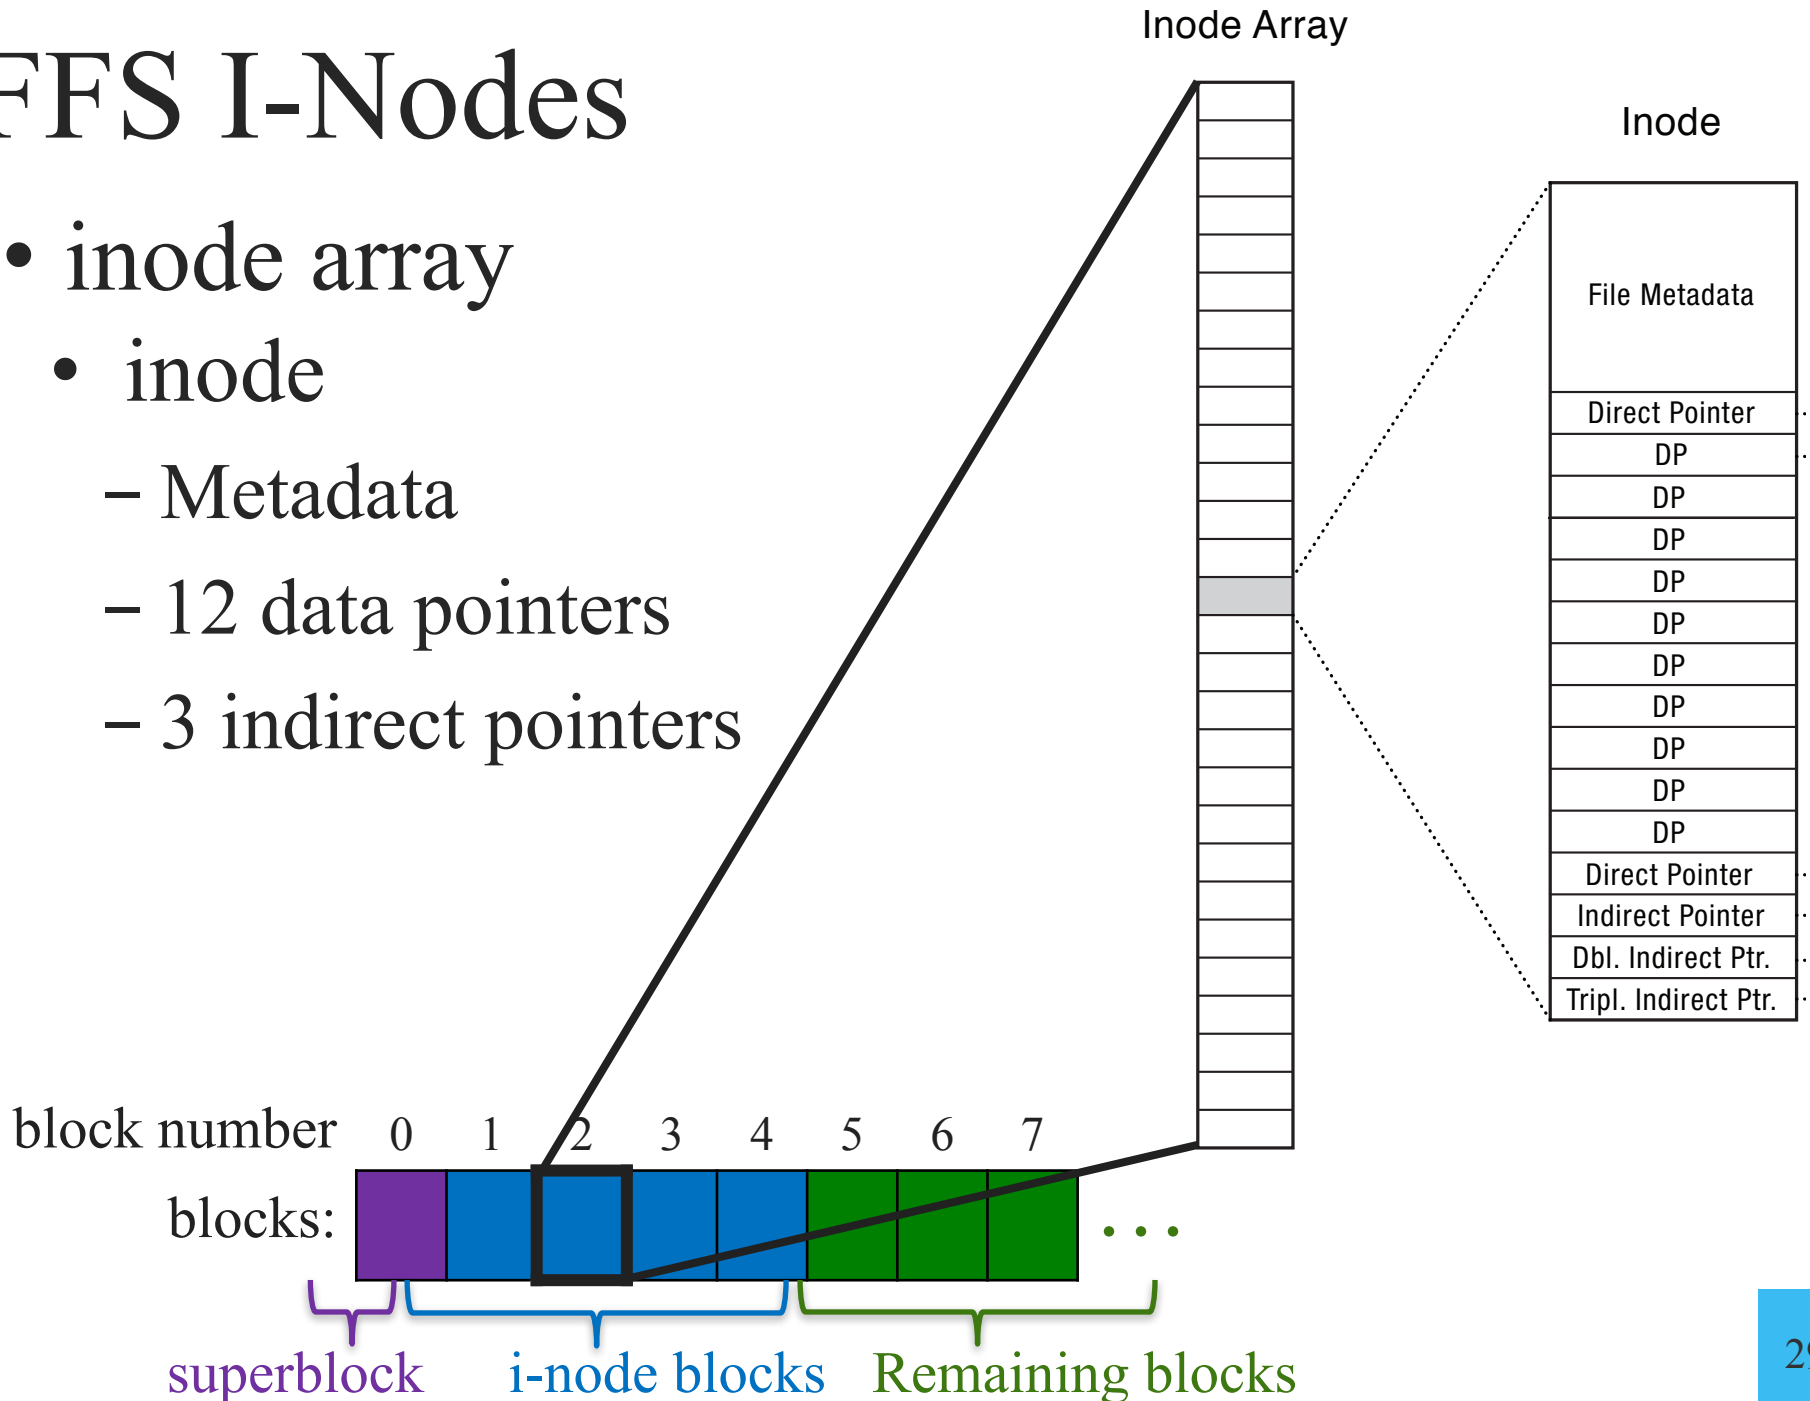 FFS I-Nodes
• inode array
• inode
– Metadata
– 12 data pointers
– 3 indirect pointers
Inode Array
Inode
File Metadata
Direct Pointer
DP
DP
DP
DP
DP
DP
DP
DP
DP
DP
Direct Pointer
Indirect Pointer
Dbl. Indirect Ptr.
Tripl. Indirect Ptr.
block number 0 1 2 3 4 5 6 7
blocks: . . .
superblock i-node blocks Remaining blocks
29